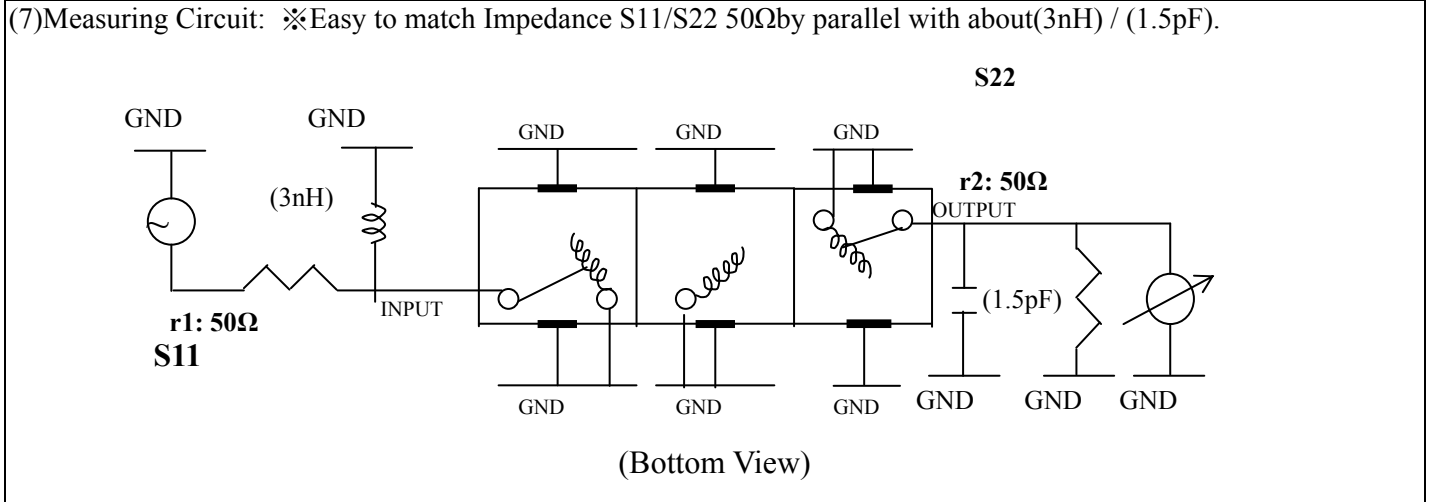 (7)Measuring Circuit: ※Easy to match Impedance S11/S22 50Ωby parallel with about(3nH) / (1.5pF).
S22
GND GND GND GND GND
(3nH)
r2: 50Ω
OUTPUT
INPUT
(1.5pF)
r1: 50Ω
S11
GND GND GND GND GND GND
(Bottom View)